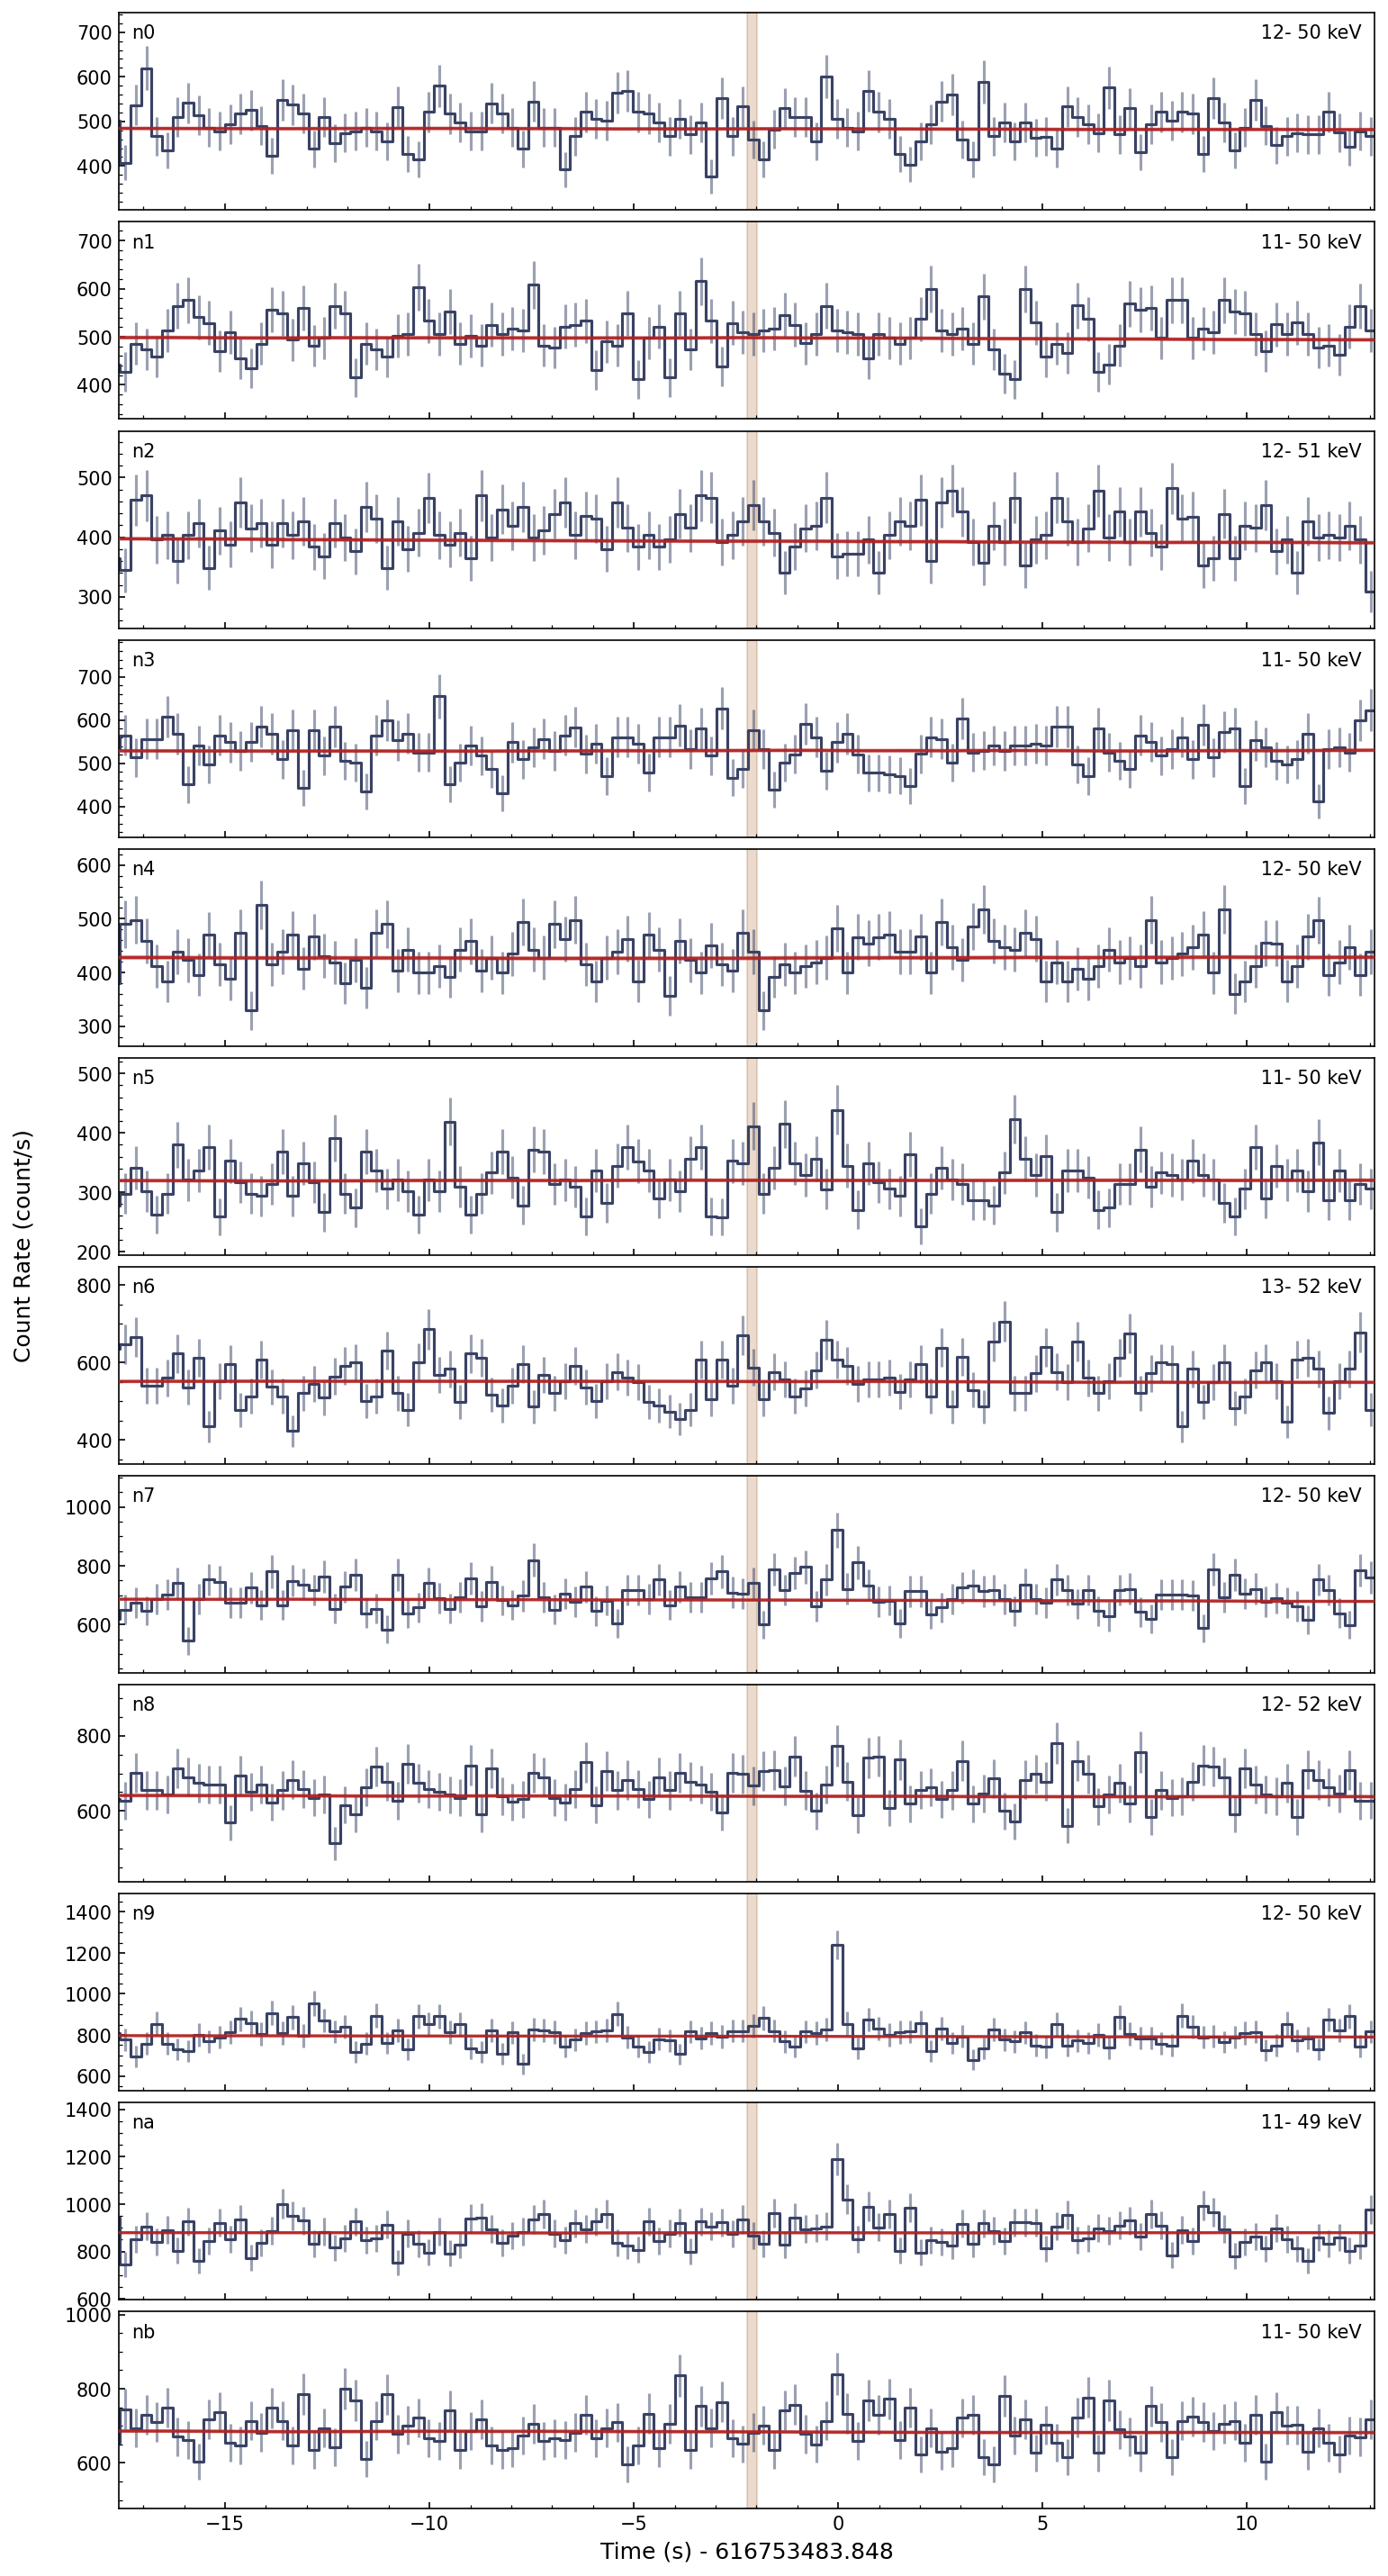 n0 12- 50 keV
700
600
500
400
n1 11- 50 keV
700
600
500
400
n2 12- 51 keV
500
400
300
n3 11- 50 keV
700
600
500
400
n4 12- 50 keV
600
500
400
300
n5 11- 50 keV
500
400
300
200
n6 13- 52 keV
800
600
400
n7 12- 50 keV
1000
800
600
n8 12- 52 keV
800
600
n9 12- 50 keV
1400
1200
1000
800
600
na 11- 49 keV
1400
1200
1000
800
600
nb 11- 50 keV
1000
800
600
Count Rate (count/s)
−15 −10 −5 0 5 10
Time (s) - 616753483.848